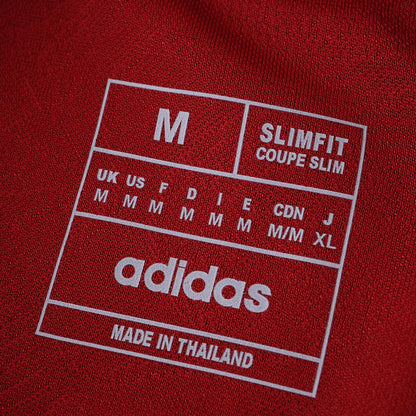 M
SLIMFIT
COUPE SLIM
UK US F D I E CDN J
M M M M M M M/M XL
adidas
MADE IN THAILAND